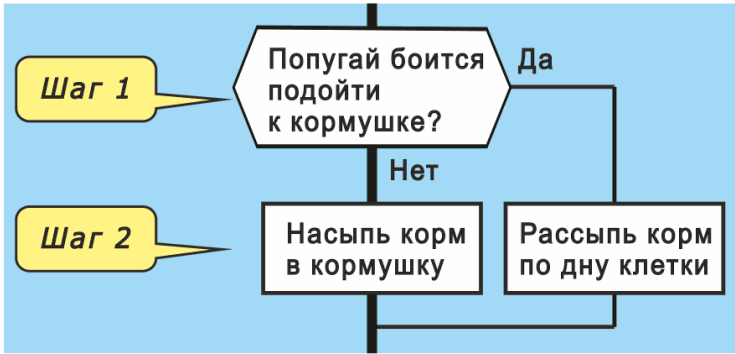 Шаг 1
Попугай боится
подойти
к кормушке?
Да
Нет
Шаг 2
Насыпь корм
в кормушку
Рассыпь корм
по дну клетки